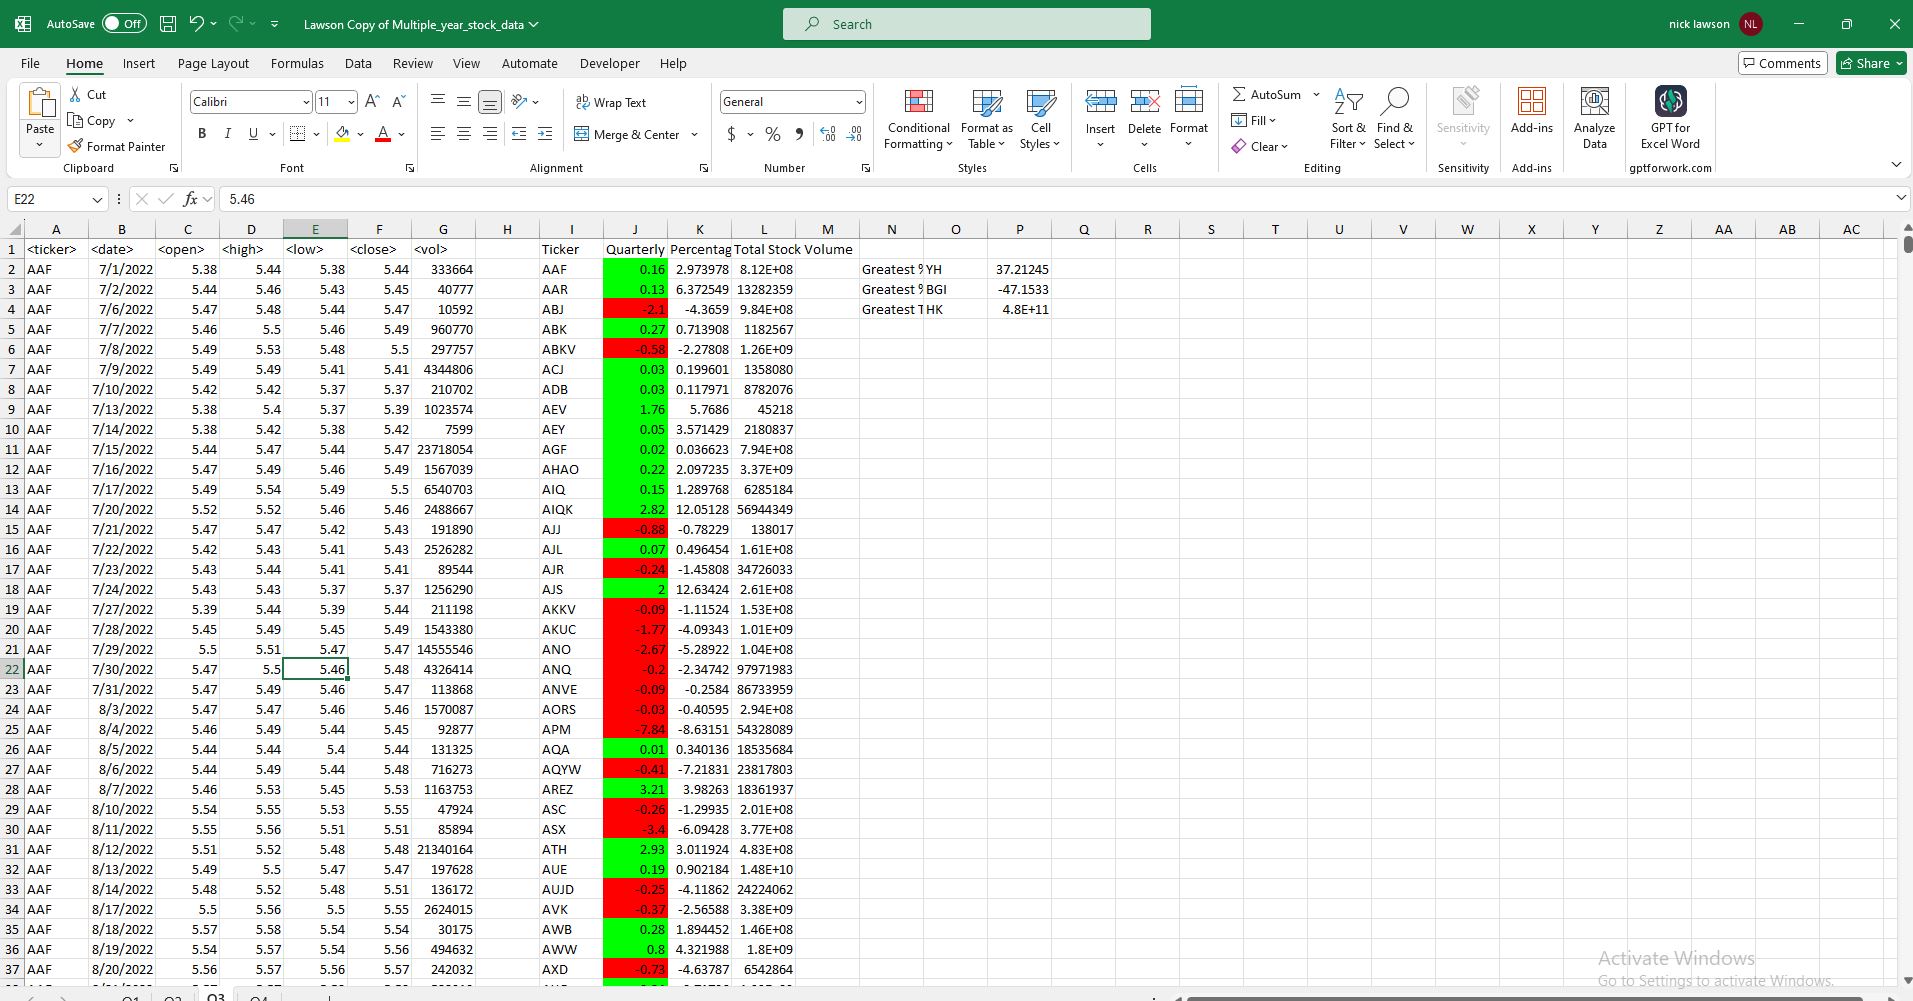 AutoSave Off Lawson Copy of Multiple_year_stock_data Search nick lawson NL
File Home Insert Page Layout Formulas Data Review View Automate Developer Help Comments Share
Paste Cut Copy Format Painter Clipboard
Calibri 11 B I U Font
Wrap Text Merge & Center Alignment
General $ % Number
Conditional Formatting Format as Table Cell Styles Styles
Insert Delete Format Cells
AutoSum Fill Clear Sort & Filter Find & Select Editing
Sensitivity Sensitivity
Add-ins Add-ins
Analyze Data
GPT for Excel Word gptforwork.com
E22 fx 5.46
A B C D E F G H I J K L M N O P Q R S T U V W X Y Z AA AB AC
1 <ticker> <date> <open> <high> <low> <close> <vol> Ticker Quarterly Percentag Total Stock Volume
2 AAF 7/1/2022 5.38 5.44 5.38 5.44 333664 AAF 0.16 2.973978 8.12E+08 Greatest % YH 37.21245
3 AAF 7/2/2022 5.44 5.46 5.43 5.45 40777 AAR 0.13 6.372549 13282359 Greatest % BGI -47.1533
4 AAF 7/6/2022 5.47 5.48 5.44 5.47 10592 ABJ -2.1 -4.3659 9.84E+08 Greatest T HK 4.8E+11
5 AAF 7/7/2022 5.46 5.5 5.46 5.49 960770 ABK 0.27 0.713908 1182567
6 AAF 7/8/2022 5.49 5.53 5.48 5.5 297757 ABKV -0.58 -2.27808 1.26E+09
7 AAF 7/9/2022 5.49 5.49 5.41 5.41 4344806 ACJ 0.03 0.199601 1358080
8 AAF 7/10/2022 5.42 5.42 5.37 5.37 210702 ADB 0.03 0.117971 8782076
9 AAF 7/13/2022 5.38 5.4 5.37 5.39 1023574 AEV 1.76 5.7686 45218
10 AAF 7/14/2022 5.38 5.42 5.38 5.42 7599 AEY 0.05 3.571429 2180837
11 AAF 7/15/2022 5.44 5.47 5.44 5.47 23718054 AGF 0.02 0.036623 7.94E+08
12 AAF 7/16/2022 5.47 5.49 5.46 5.49 1567039 AHAO 0.22 2.097235 3.37E+09
13 AAF 7/17/2022 5.49 5.54 5.49 5.5 6540703 AIQ 0.15 1.289768 6285184
14 AAF 7/20/2022 5.52 5.52 5.46 5.46 2488667 AIQK 2.82 12.05128 56944349
15 AAF 7/21/2022 5.47 5.47 5.42 5.43 191890 AJJ -0.88 -0.78229 138017
16 AAF 7/22/2022 5.42 5.43 5.41 5.43 2526282 AJL 0.07 0.496454 1.61E+08
17 AAF 7/23/2022 5.43 5.44 5.41 5.41 89544 AJR -0.24 -1.45808 34726033
18 AAF 7/24/2022 5.43 5.43 5.37 5.37 1256290 AJS 2 12.63424 2.61E+08
19 AAF 7/27/2022 5.39 5.44 5.39 5.44 211198 AKKV -0.09 -1.11524 1.53E+08
20 AAF 7/28/2022 5.45 5.49 5.45 5.49 1543380 AKUC -1.77 -4.09343 1.01E+09
21 AAF 7/29/2022 5.5 5.51 5.47 5.47 14555546 ANO -2.67 -5.28922 1.04E+08
22 AAF 7/30/2022 5.47 5.5 5.46 5.48 4326414 ANQ -0.2 -2.34742 97971983
23 AAF 7/31/2022 5.47 5.49 5.46 5.47 113868 ANVE -0.09 -0.2584 86733959
24 AAF 8/3/2022 5.47 5.47 5.46 5.46 1570087 AORS -0.03 -0.40595 2.94E+08
25 AAF 8/4/2022 5.46 5.49 5.44 5.45 92877 APM -7.84 -8.63151 54328089
26 AAF 8/5/2022 5.44 5.44 5.4 5.44 131325 AQA 0.01 0.340136 18535684
27 AAF 8/6/2022 5.44 5.49 5.44 5.48 716273 AQYW -0.41 -7.21831 23817803
28 AAF 8/7/2022 5.46 5.53 5.45 5.53 1163753 AREZ 3.21 3.98263 18361937
29 AAF 8/10/2022 5.54 5.55 5.53 5.55 47924 ASC -0.26 -1.29935 2.01E+08
30 AAF 8/11/2022 5.55 5.56 5.51 5.51 85894 ASX -3.4 -6.09428 3.77E+08
31 AAF 8/12/2022 5.51 5.52 5.48 5.48 21340164 ATH 2.93 3.011924 4.83E+08
32 AAF 8/13/2022 5.49 5.5 5.47 5.47 197628 AUE 0.19 0.902184 1.48E+10
33 AAF 8/14/2022 5.48 5.52 5.48 5.51 136172 AUJD -0.25 -4.11862 24224062
34 AAF 8/17/2022 5.5 5.56 5.5 5.55 2624015 AVK -0.37 -2.56588 3.38E+09
35 AAF 8/18/2022 5.57 5.58 5.54 5.54 30175 AWB 0.28 1.894452 1.46E+08
36 AAF 8/19/2022 5.54 5.57 5.54 5.56 494632 AWW 0.8 4.321988 1.8E+09
37 AAF 8/20/2022 5.56 5.57 5.56 5.57 242032 AXD -0.73 -4.63787 6542864
Activate Windows
Go to Settings to activate Windows.
Q1 Q2 Q3 Q4